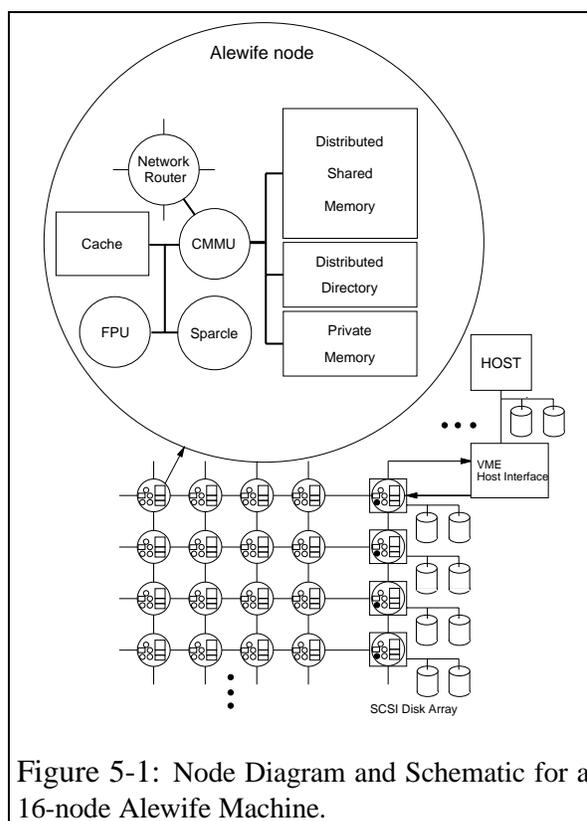 Alewife node
Network
Router
Distributed
Shared
Memory
Cache
CMMU
Distributed
Directory
FPU
Sparcle
Private
Memory
HOST
VME
Host Interface
SCSI Disk Array
Figure 5-1: Node Diagram and Schematic for a
16-node Alewife Machine.